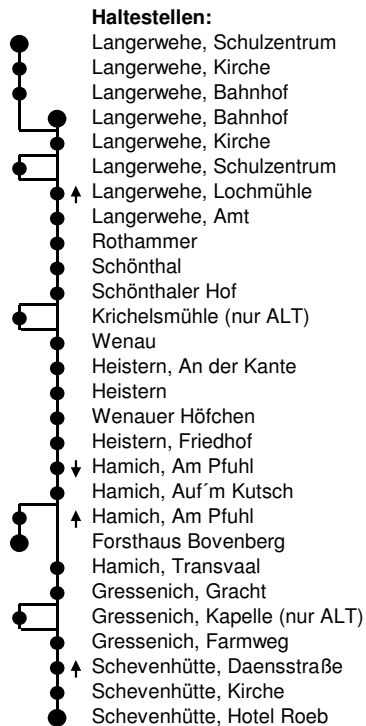 Haltestellen:
Langerwehe, Schulzentrum
Langerwehe, Kirche
Langerwehe, Bahnhof
Langerwehe, Bahnhof
Langerwehe, Kirche
Langerwehe, Schulzentrum
Langerwehe, Lochmühle
Langerwehe, Amt
Rothammer
Schönthal
Schönthaler Hof
Krichelsmühle (nur ALT)
Wenau
Heistern, An der Kante
Heistern
Wenauer Höfchen
Heistern, Friedhof
Hamich, Am Pfuhl
Hamich, Auf´m Kutsch
Hamich, Am Pfuhl
Forsthaus Bovenberg
Hamich, Transvaal
Gressenich, Gracht
Gressenich, Kapelle (nur ALT)
Gressenich, Farmweg
Schevenhütte, Daensstraße
Schevenhütte, Kirche
Schevenhütte, Hotel Roeb